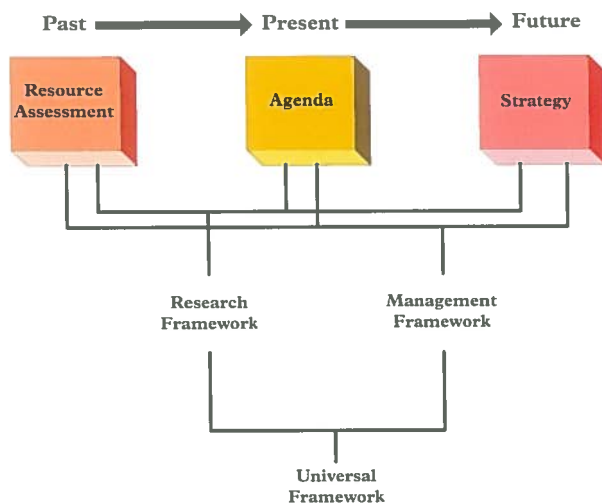 Past Present Future
Resource
Assessment
Agenda
Strategy
Research
Framework
Management
Framework
Universal
Framework